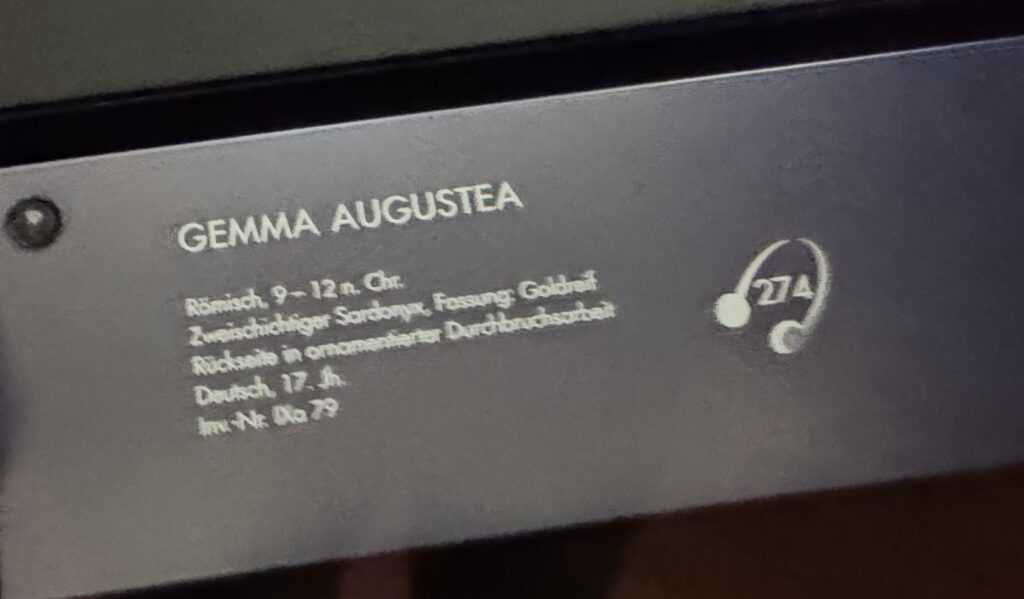 GEMMA AUGUSTEA
Römisch, 9 – 12 n. Chr.
Zweischichtiger Sardonyx, Fassung: Goldreif
Rückseite in ornamentierter Durchbruchsarbeit
Deutsch, 17. Jh.
Inv.-Nr. IXa 79
274